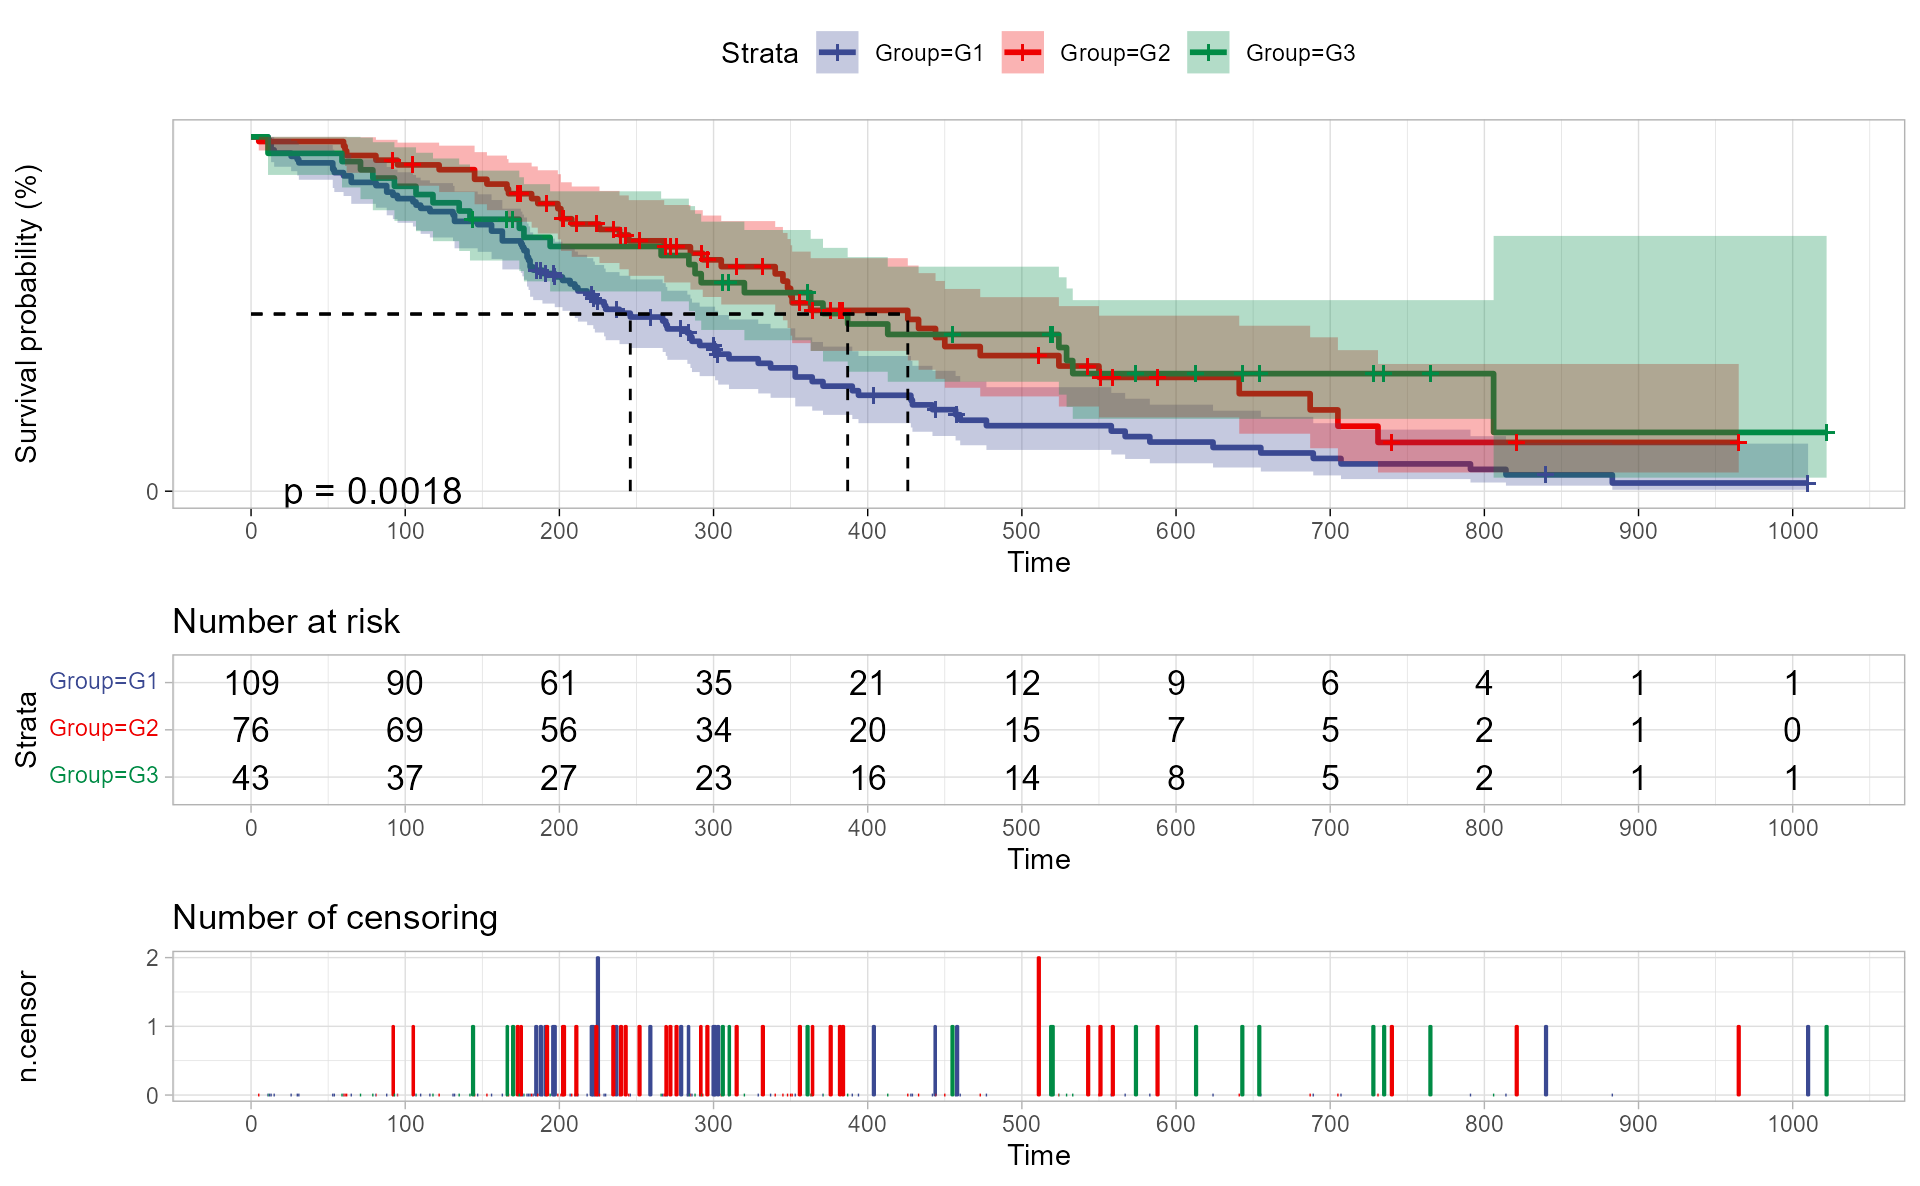 Strata Group=G1 Group=G2 Group=G3
Survival probability (%)
0
p = 0.0018
0 100 200 300 400 500 600 700 800 900 1000
Time
Number at risk
Strata
Group=G1 109 90 61 35 21 12 9 6 4 1 1
Group=G2 76 69 56 34 20 15 7 5 2 1 0
Group=G3 43 37 27 23 16 14 8 5 2 1 1
0 100 200 300 400 500 600 700 800 900 1000
Time
Number of censoring
n.censor
2
1
0
0 100 200 300 400 500 600 700 800 900 1000
Time